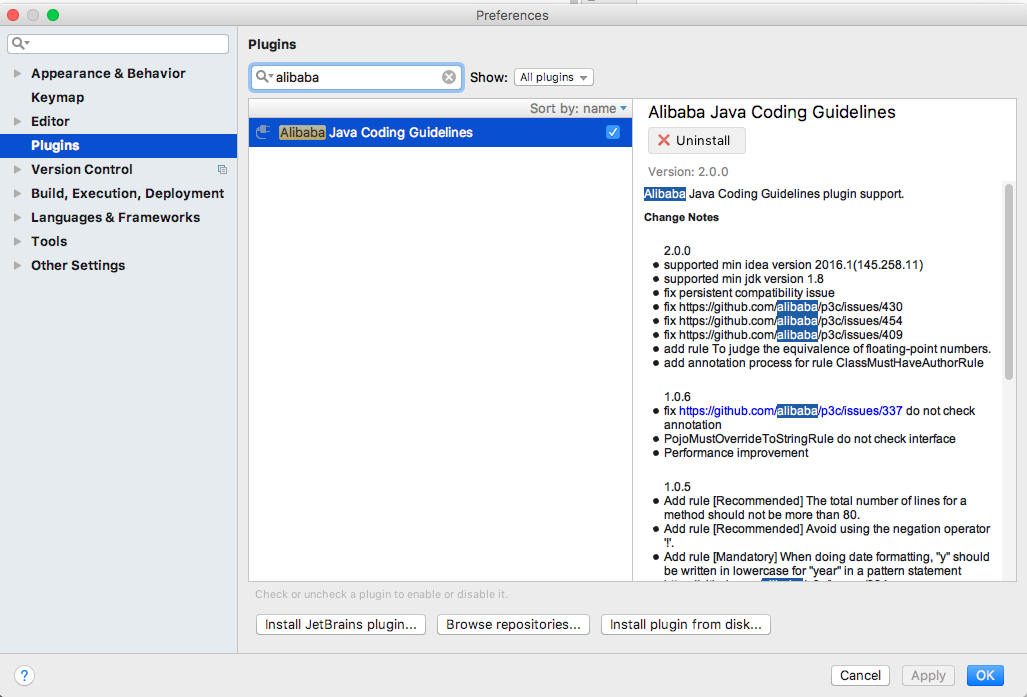 Preferences
Plugins
alibaba
Show:
All plugins
Appearance & Behavior
Keymap
Editor
Plugins
Version Control
Build, Execution, Deployment
Languages & Frameworks
Tools
Other Settings
Sort by: name
Alibaba Java Coding Guidelines
Alibaba Java Coding Guidelines
Uninstall
Version: 2.0.0
Alibaba Java Coding Guidelines plugin support.
Change Notes
2.0.0
● supported min idea version 2016.1(145.258.11)
● supported min jdk version 1.8
● fix persistent compatibility issue
● fix https://github.com/alibaba/p3c/issues/430
● fix https://github.com/alibaba/p3c/issues/454
● fix https://github.com/alibaba/p3c/issues/409
● add rule To judge the equivalence of floating-point numbers.
● add annotation process for rule ClassMustHaveAuthorRule
1.0.6
● fix https://github.com/alibaba/p3c/issues/337 do not check
annotation
● PojoMustOverrideToStringRule do not check interface
● Performance improvement
1.0.5
● Add rule [Recommended] The total number of lines for a
method should not be more than 80.
● Add rule [Recommended] Avoid using the negation operator
'!'.
● Add rule [Mandatory] When doing date formatting, "y" should
be written in lowercase for "year" in a pattern statement
Check or uncheck a plugin to enable or disable it.
Install JetBrains plugin...
Browse repositories...
Install plugin from disk...
?
Cancel
Apply
OK